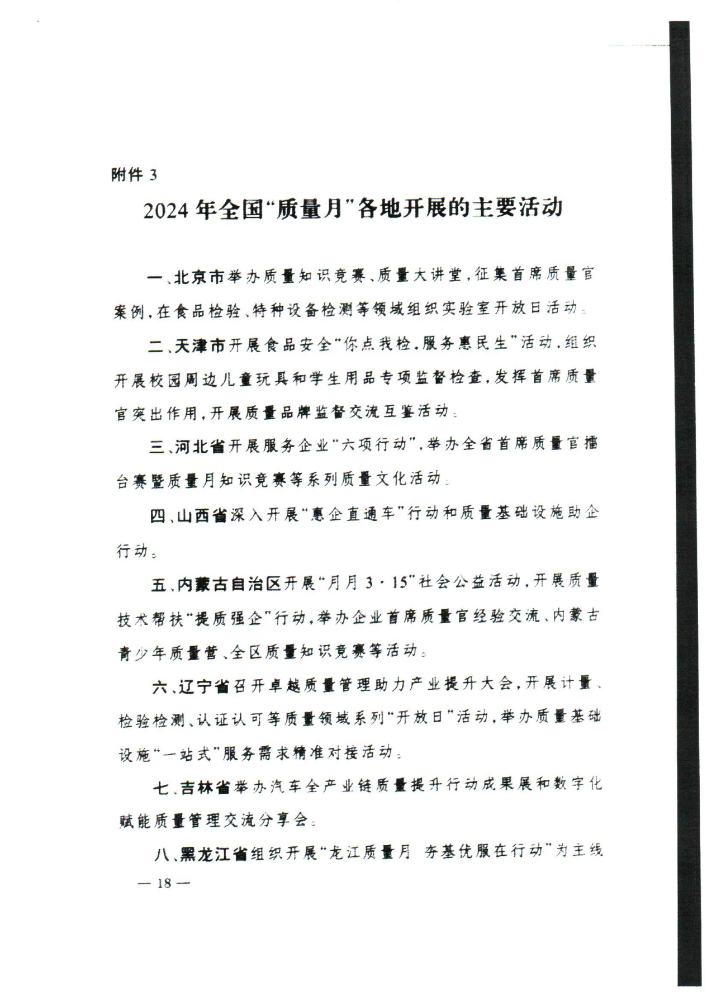 附件 3
2024 年全国“质量月”各地开展的主要活动
一、北京市举办质量知识竞赛、质量大讲堂，征集首席质量官
案例，在食品检验、特种设备检测等领域组织实验室开放日活动。
二、天津市开展食品安全“你点我检，服务惠民生”活动，组织
开展校园周边儿童玩具和学生用品专项监督检查，发挥首席质量
官突出作用，开展质量品牌监督交流互鉴活动。
三、河北省开展服务企业“六项行动”，举办全省首席质量官擂
台赛暨质量月知识竞赛等系列质量文化活动。
四、山西省深入开展“惠企直通车”行动和质量基础设施助企
行动。
五、内蒙古自治区开展“月月 3·15”社会公益活动，开展质量
技术帮扶“提质强企”行动，举办企业首席质量官经验交流、内蒙古
青少年质量营、全区质量知识竞赛等活动。
六、辽宁省召开卓越质量管理助力产业提升大会，开展计量、
检验检测、认证认可等质量领域系列“开放日”活动，举办质量基础
设施“一站式”服务需求精准对接活动。
七、吉林省举办汽车全产业链质量提升行动成果展和数字化
赋能质量管理交流分享会。
八、黑龙江省组织开展“龙江质量月 夯基优服在行动”为主线
— 18 —